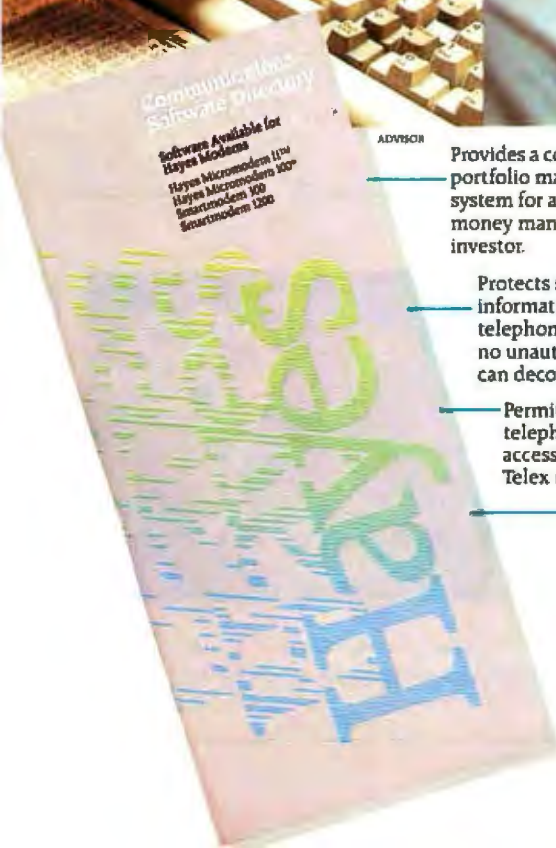 Communications
Software Directory
Software Available for
Hayes Modems
Hayes Micromodem II™
Hayes Micromodem 100™
Smartmodem 300
Smartmodem 1200
Hayes
ADVISOR
Provides a co
portfolio ma
system for a
money man
investor.
Protects s
informat
telephon
no unaut
can deco
Permi
teleph
access
Telex